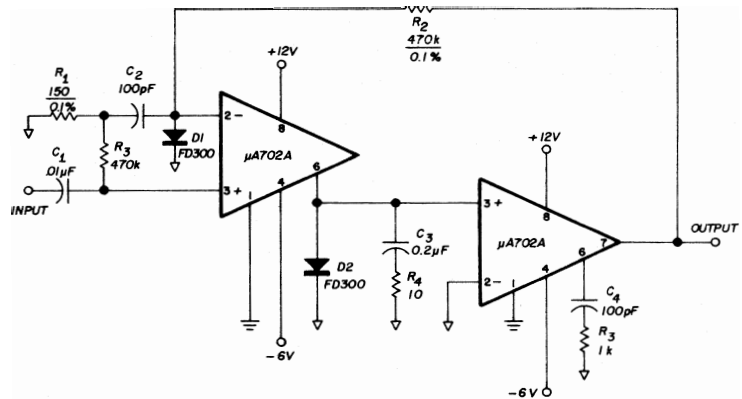 R2
470k
0.1%
+12V
C2
100pF
R1
150
0.1%
2-
8
D1
FD300
μA702A
R3
470k
C1
.01μF
+12V
6
3+
4
1
INPUT
3+
8
μA702A
7
OUTPUT
C3
0.2μF
6
D2
FD300
4
R4
10
2-
1
C4
100pF
R3
1k
-6V
-6V